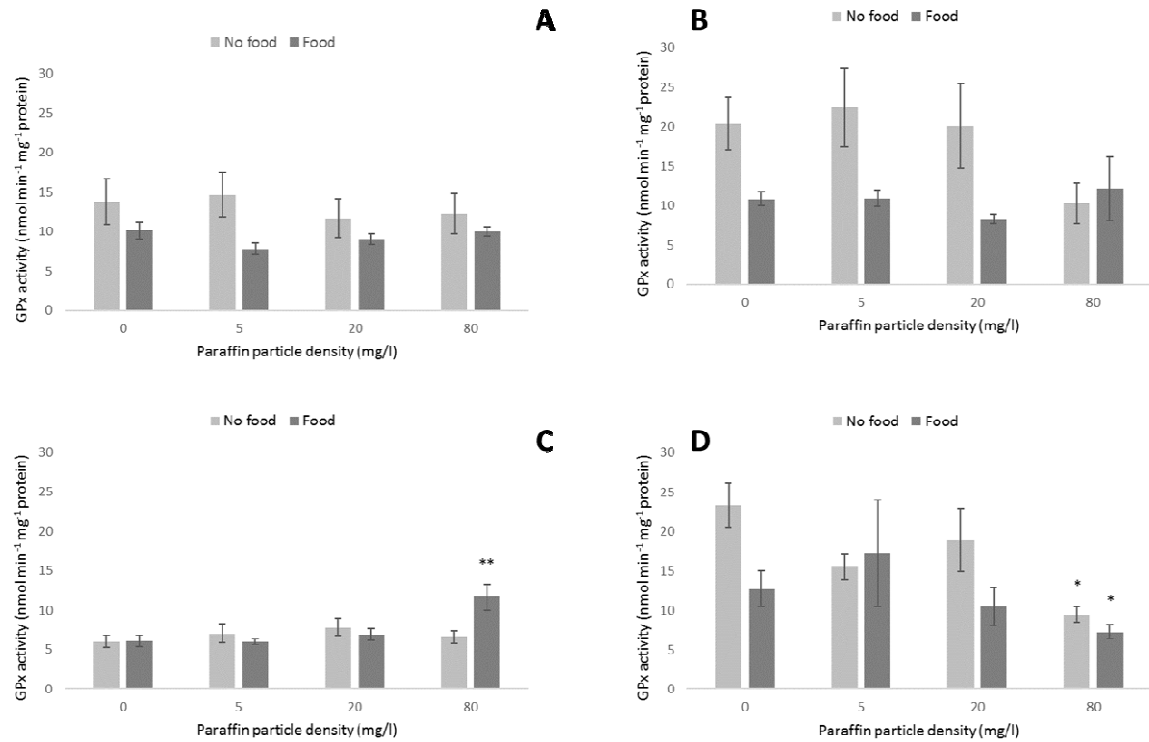 A
No food Food
GPx activity (nmol min⁻¹ mg⁻¹ protein)
30
25
20
15
10
5
0
0 5 20 80
Paraffin particle density (mg/l)
B
No food Food
GPx activity (nmol min⁻¹ mg⁻¹ protein)
30
25
20
15
10
5
0
0 5 20 80
Paraffin particle density (mg/l)
C
No food Food
GPx activity (nmol min⁻¹ mg⁻¹ protein)
30
25
20
15
10
5
0
**
0 5 20 80
Paraffin particle density (mg/l)
D
No food Food
GPx activity (nmol min⁻¹ mg⁻¹ protein)
30
25
20
15
10
5
0
* *
0 5 20 80
Paraffin particle density (mg/l)